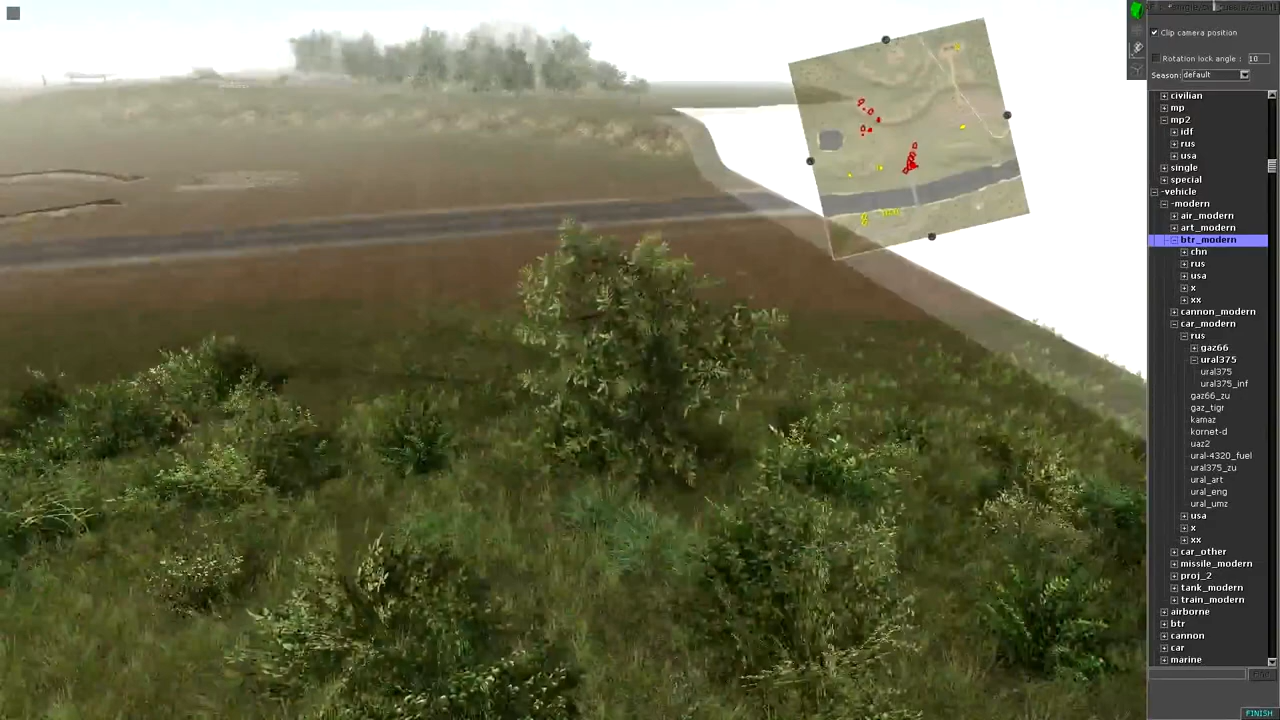 Clip camera position
Rotation lock angle : 10
Season: default
civilian
mp
mp2
idf
rus
usa
single
special
-vehicle
-modern
air_modern
art_modern
btr_modern
chn
rus
usa
x
xx
cannon_modern
car_modern
rus
gaz66
ural375
ural375
ural375_inf
gaz66_zu
gaz_tigr
kamaz
kornet-d
uaz2
ural-4320_fuel
ural375_zu
ural_art
ural_eng
ural_umz
usa
x
xx
car_other
missile_modern
proj_2
tank_modern
train_modern
airborne
btr
cannon
car
marine
FINISH